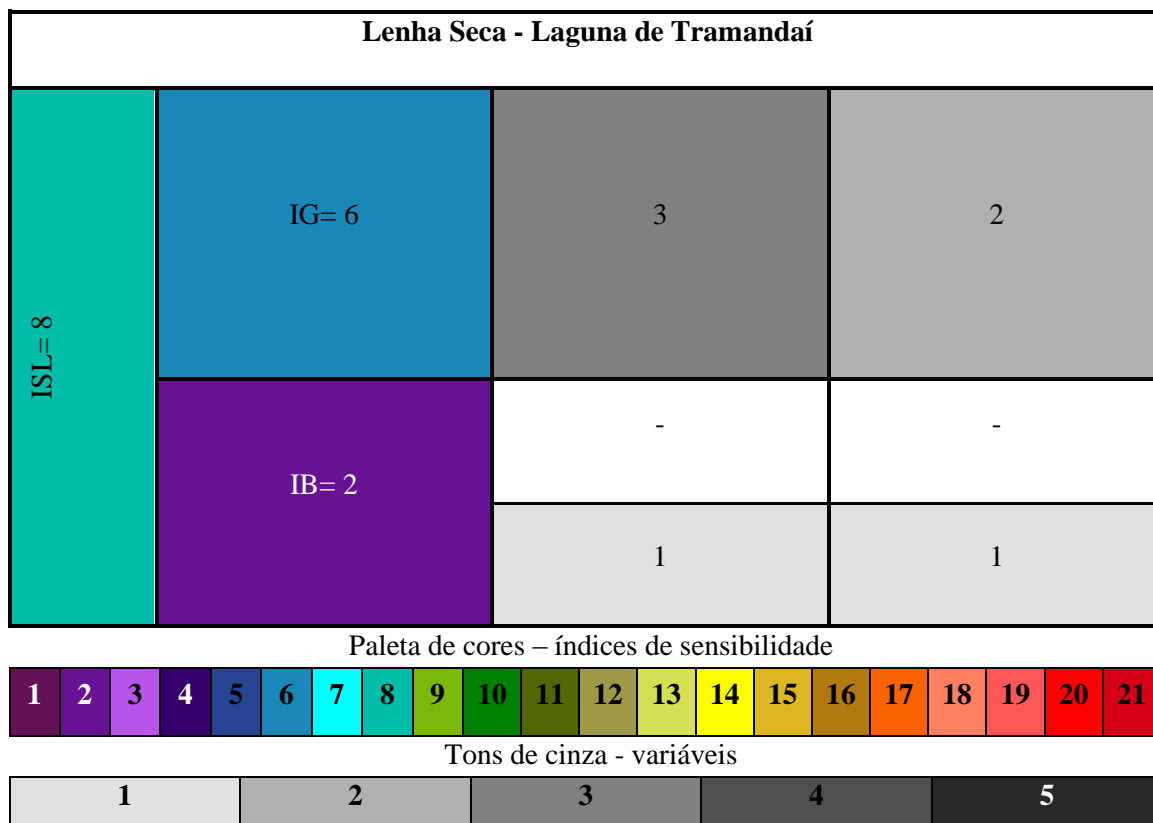 Lenha Seca - Laguna de Tramandaí
ISL= 8
IG= 6
3
2
IB= 2
-
-
1
1
Paleta de cores – índices de sensibilidade
1 2 3 4 5 6 7 8 9 10 11 12 13 14 15 16 17 18 19 20 21
Tons de cinza - variáveis
1 2 3 4 5